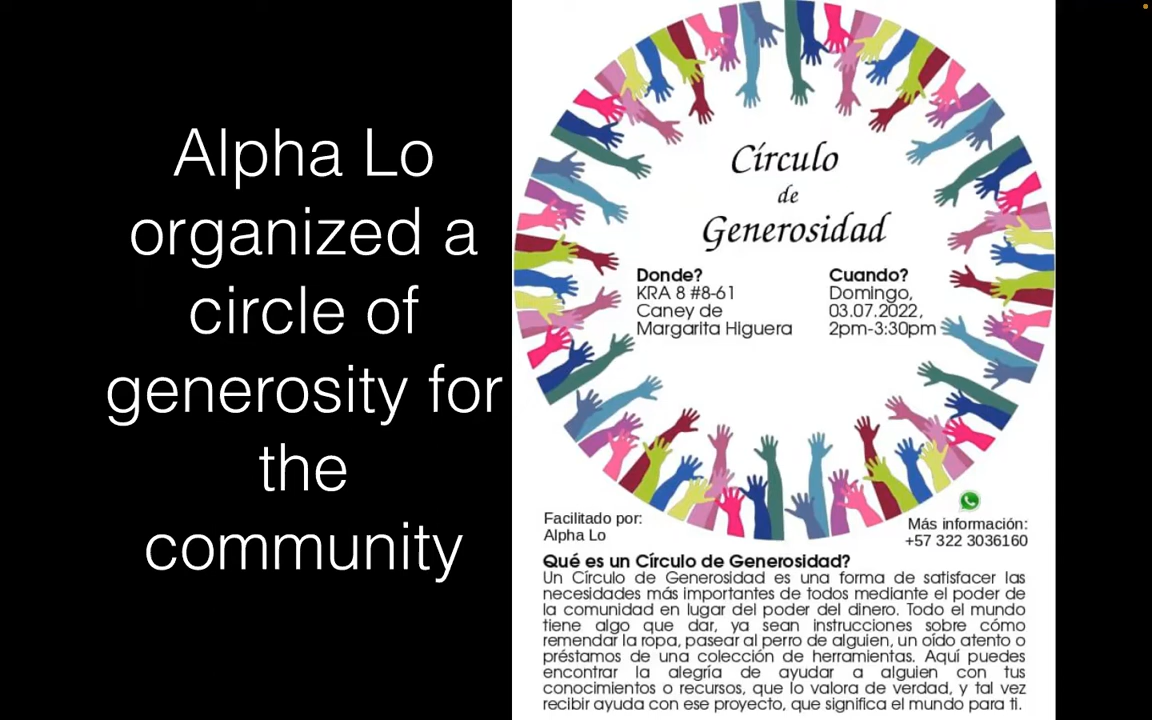 Alpha Lo
organized a
circle of
generosity for
the
community
Círculo
de
Generosidad
Donde?
KRA 8 #8-61
Caney de
Margarita Higuera
Cuando?
Domingo,
03.07.2022,
2pm-3:30pm
Facilitado por:
Alpha Lo
Más información:
+57 322 3036160
Qué es un Círculo de Generosidad?
Un Círculo de Generosidad es una forma de satisfacer las
necesidades más importantes de todos mediante el poder de
la comunidad en lugar del poder del dinero. Todo el mundo
tiene algo que dar, ya sean instrucciones sobre cómo
remendar la ropa, pasear al perro de alguien, un oído atento o
préstamos de una colección de herramientas. Aquí puedes
encontrar la alegría de ayudar a alguien con tus
conocimientos o recursos, que lo valora de verdad, y tal vez
recibir ayuda con ese proyecto, que significa el mundo para ti.